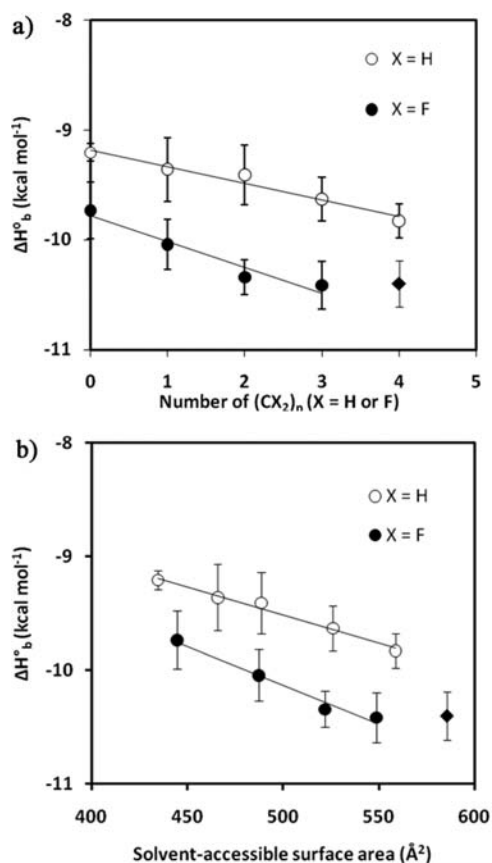 a)
-8
-9
-10
-11
ΔH°b (kcal mol-1)
X = H
X = F
0 1 2 3 4 5
Number of (CX2)n (X = H or F)
b)
-8
-9
-10
-11
ΔH°b (kcal mol-1)
X = H
X = F
400 450 500 550 600
Solvent-accessible surface area (Å2)